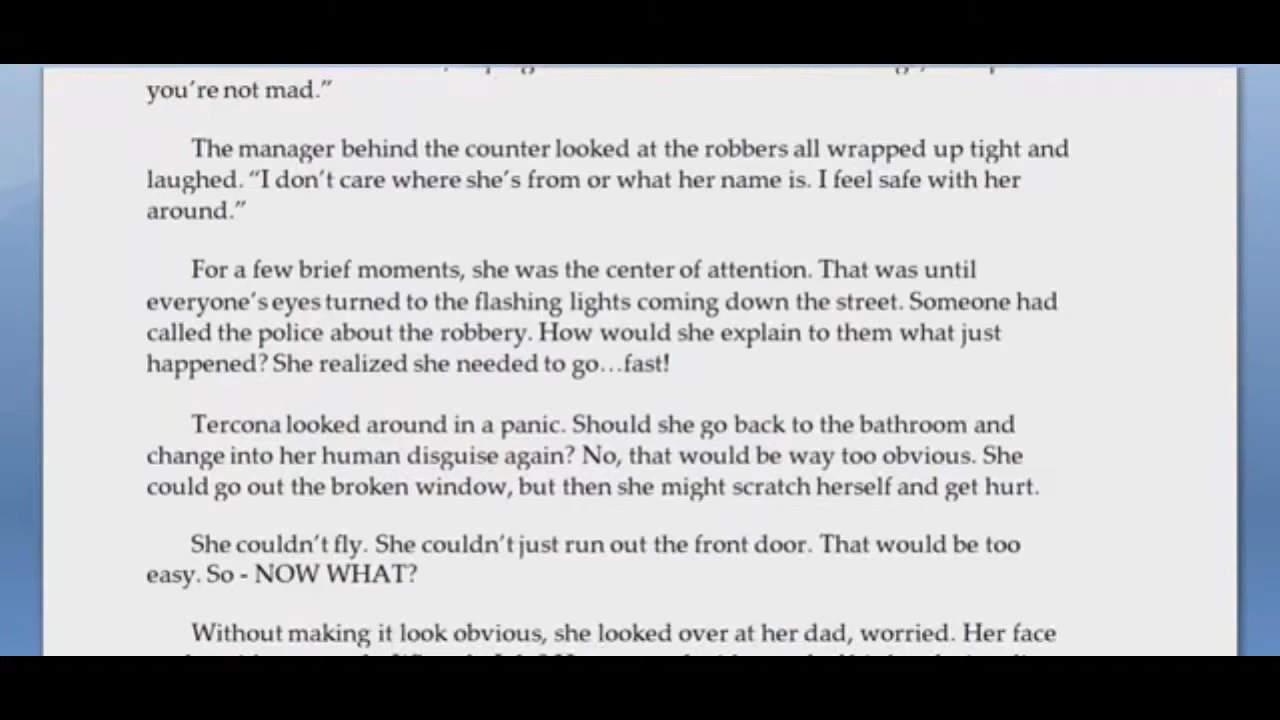 you’re not mad.”
The manager behind the counter looked at the robbers all wrapped up tight and
laughed. “I don’t care where she’s from or what her name is. I feel safe with her
around.”
For a few brief moments, she was the center of attention. That was until
everyone’s eyes turned to the flashing lights coming down the street. Someone had
called the police about the robbery. How would she explain to them what just
happened? She realized she needed to go…fast!
Tercona looked around in a panic. Should she go back to the bathroom and
change into her human disguise again? No, that would be way too obvious. She
could go out the broken window, but then she might scratch herself and get hurt.
She couldn’t fly. She couldn’t just run out the front door. That would be too
easy. So - NOW WHAT?
Without making it look obvious, she looked over at her dad, worried. Her face